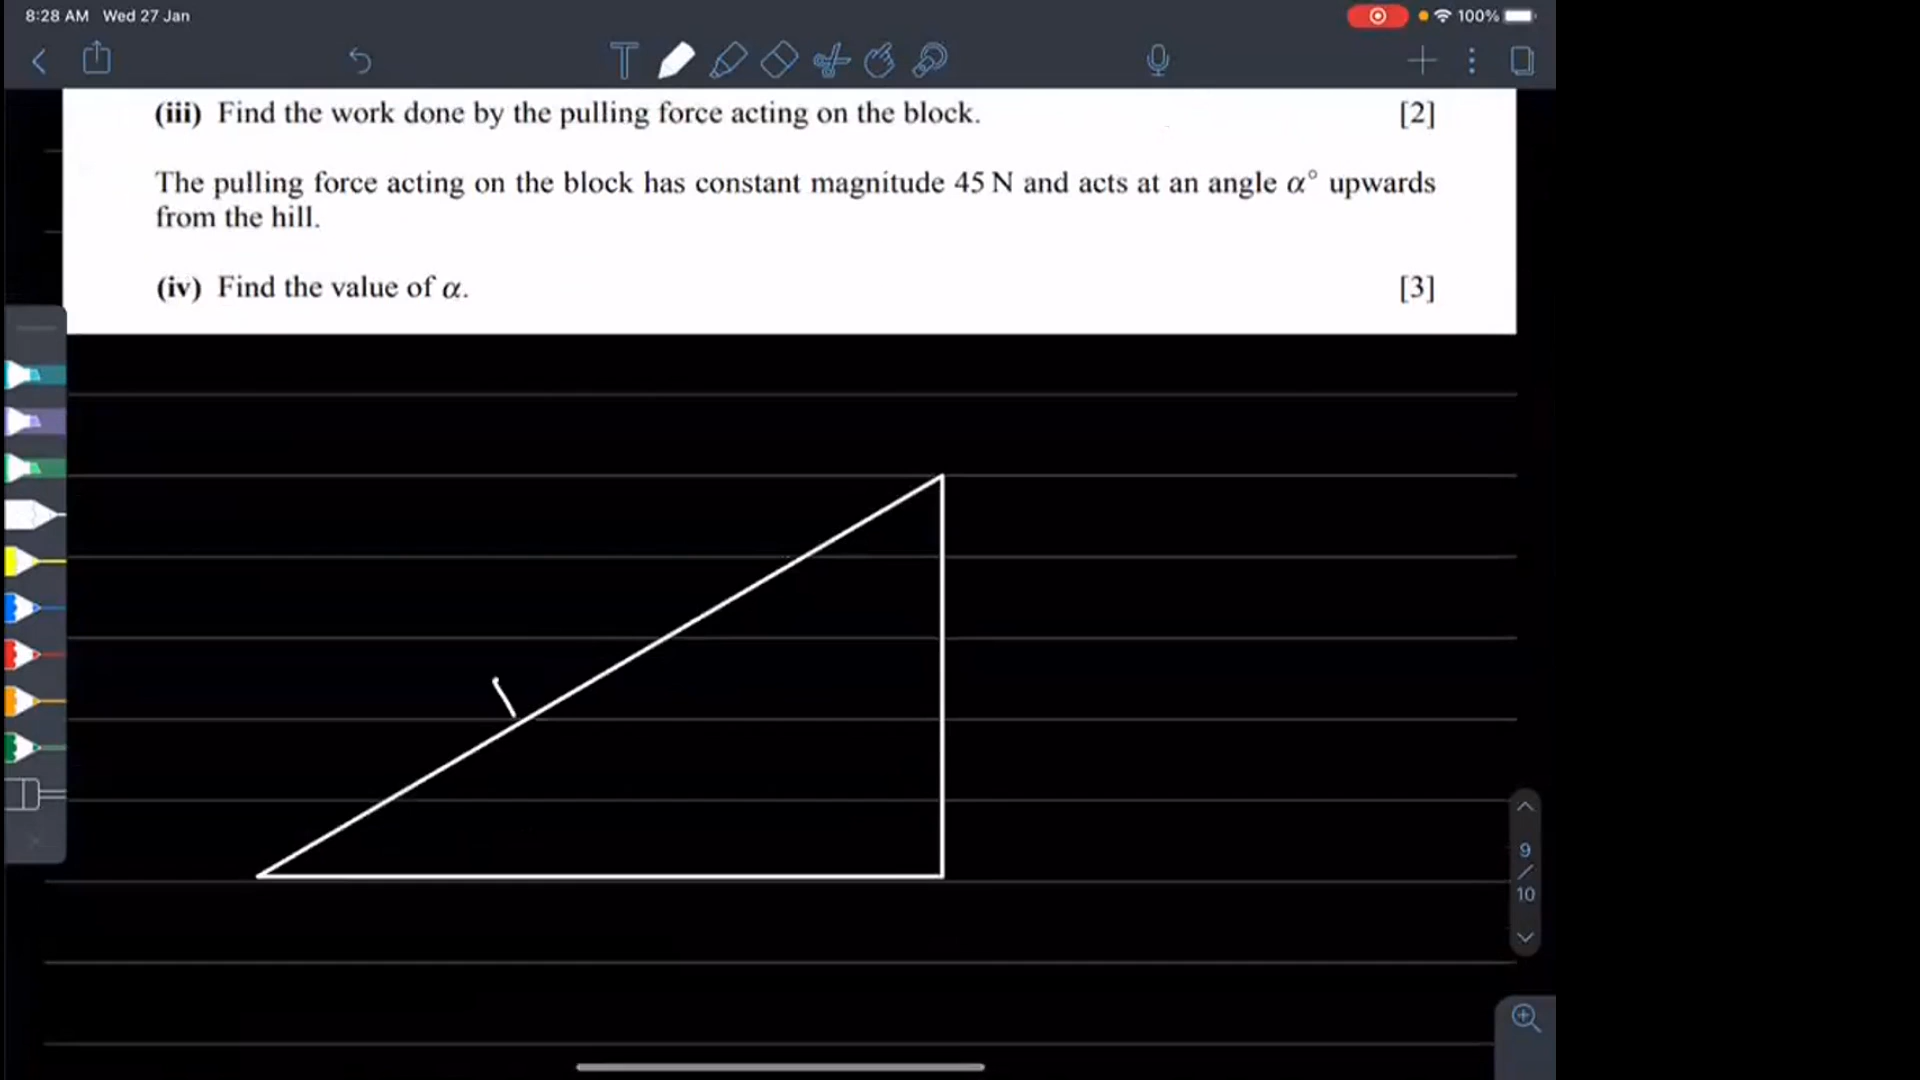 8:28 AM Wed 27 Jan
100%
T
(iii) Find the work done by the pulling force acting on the block. [2]
The pulling force acting on the block has constant magnitude 45 N and acts at an angle α° upwards
from the hill.
(iv) Find the value of α. [3]
9
/
10